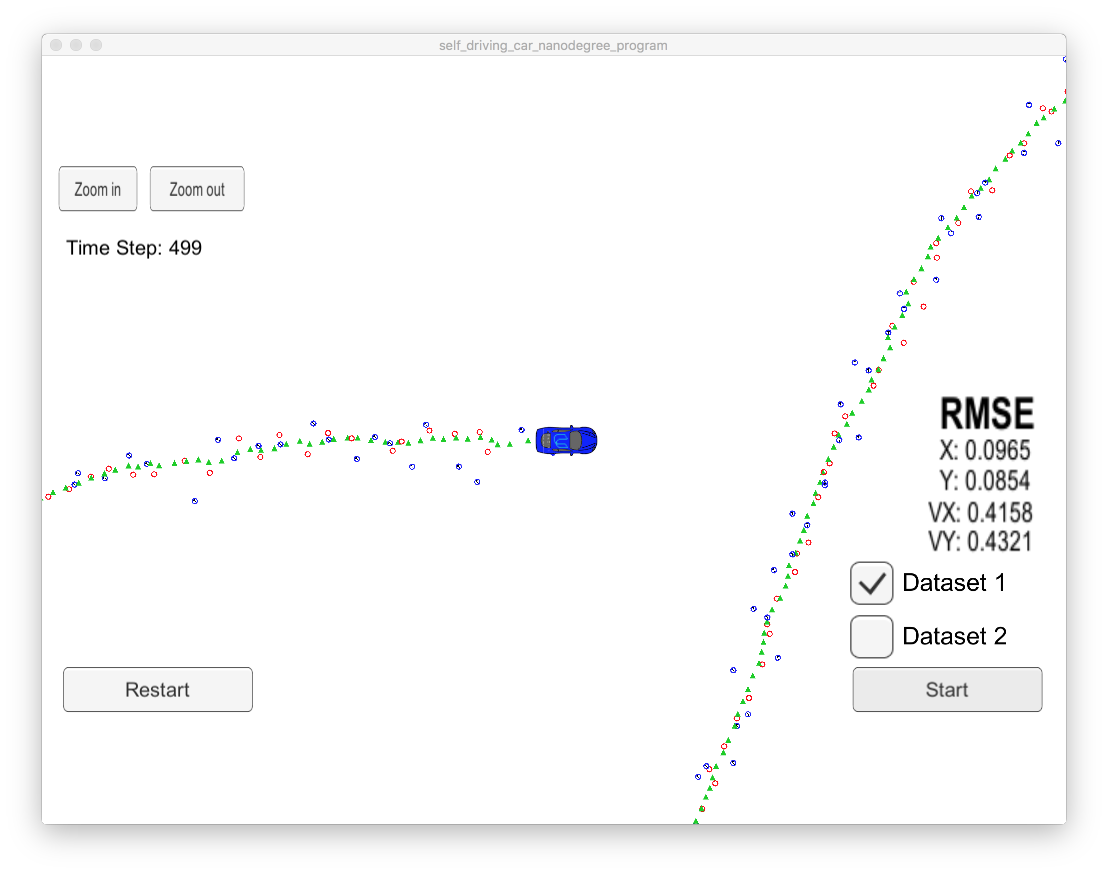 self_driving_car_nanodegree_program
Zoom in
Zoom out
Time Step: 499
RMSE
X: 0.0965
Y: 0.0854
VX: 0.4158
VY: 0.4321
Dataset 1
Dataset 2
Restart
Start